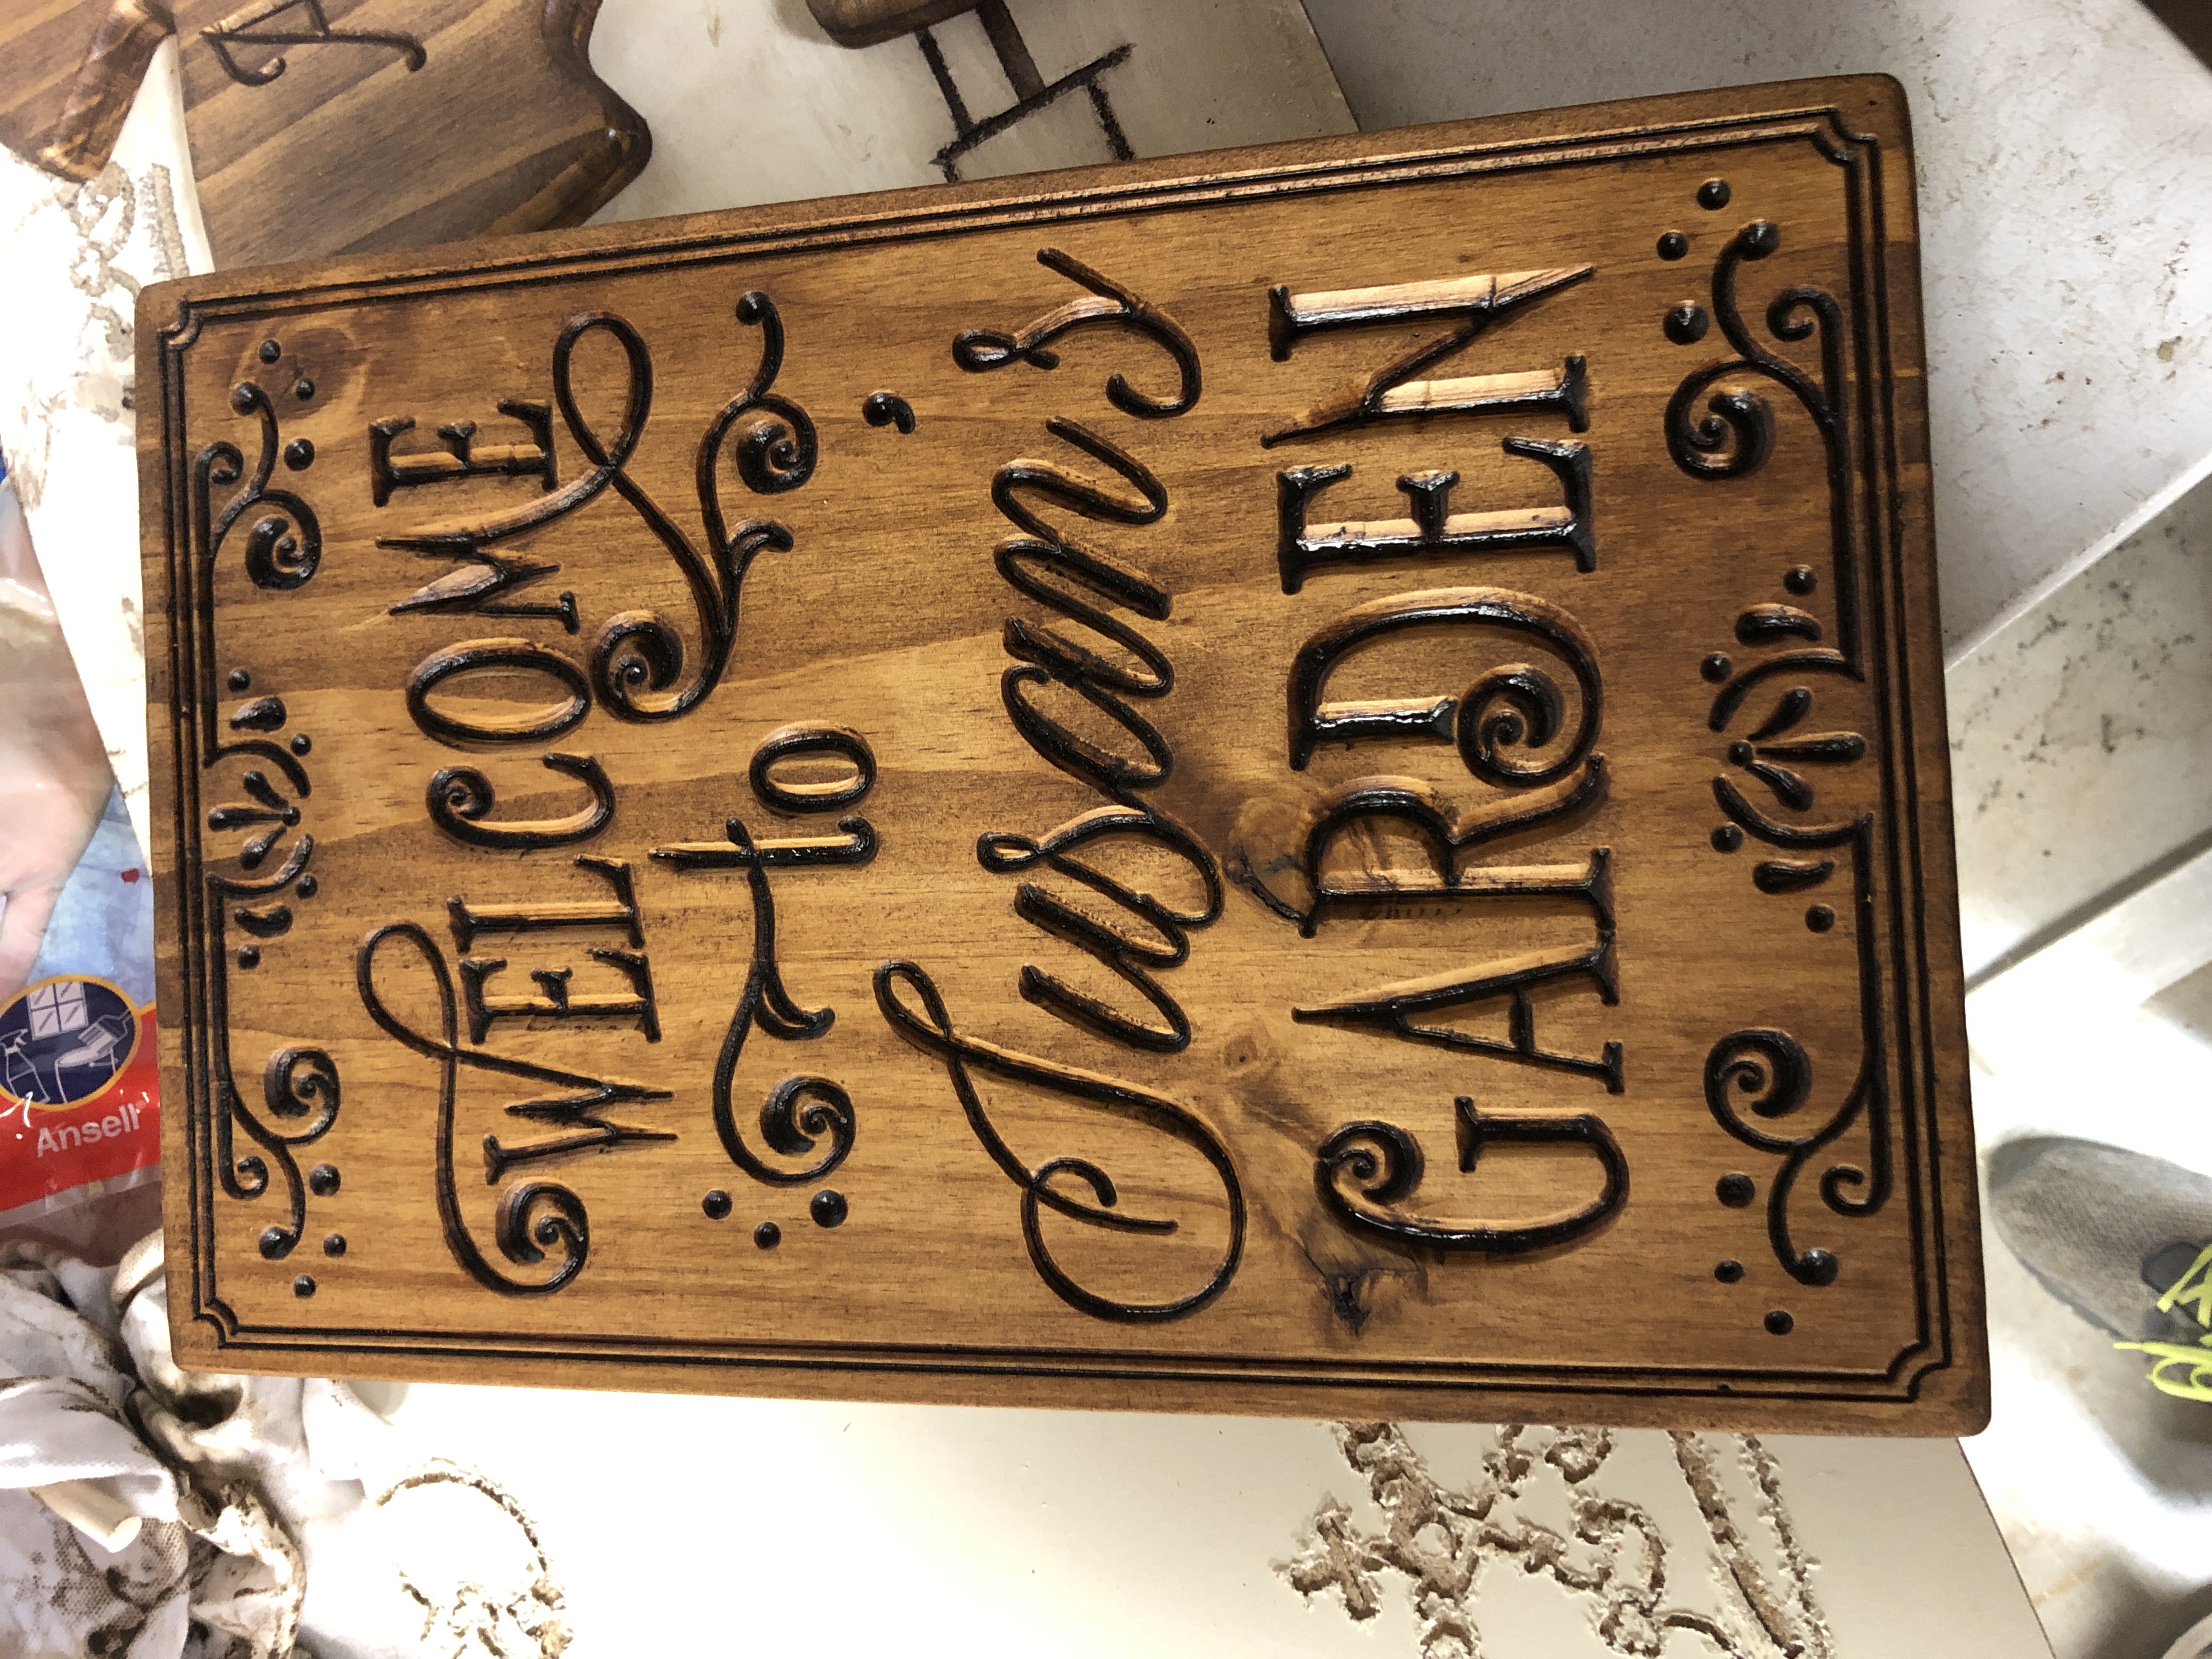 WELCOME
to
Susan's
GARDEN
Ansell